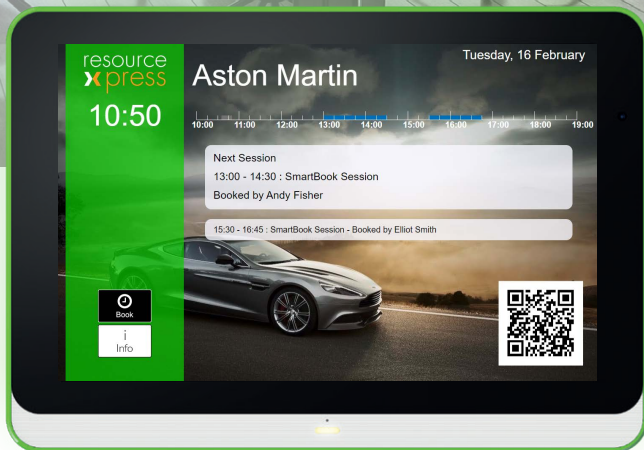 resource
xpress
10:50
Tuesday, 16 February
Aston Martin
10:00 11:00 12:00 13:00 14:00 15:00 16:00 17:00 18:00 19:00
Next Session
13:00 - 14:30 : SmartBook Session
Booked by Andy Fisher
15:30 - 16:45 : SmartBook Session - Booked by Elliot Smith
Book
i
Info